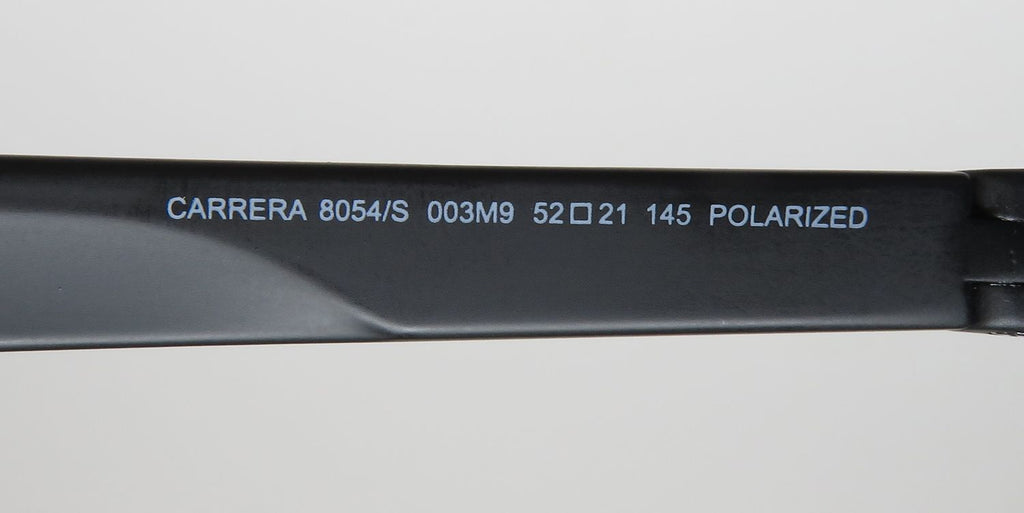 CARRERA 8054/S 003M9 52□21 145 POLARIZED